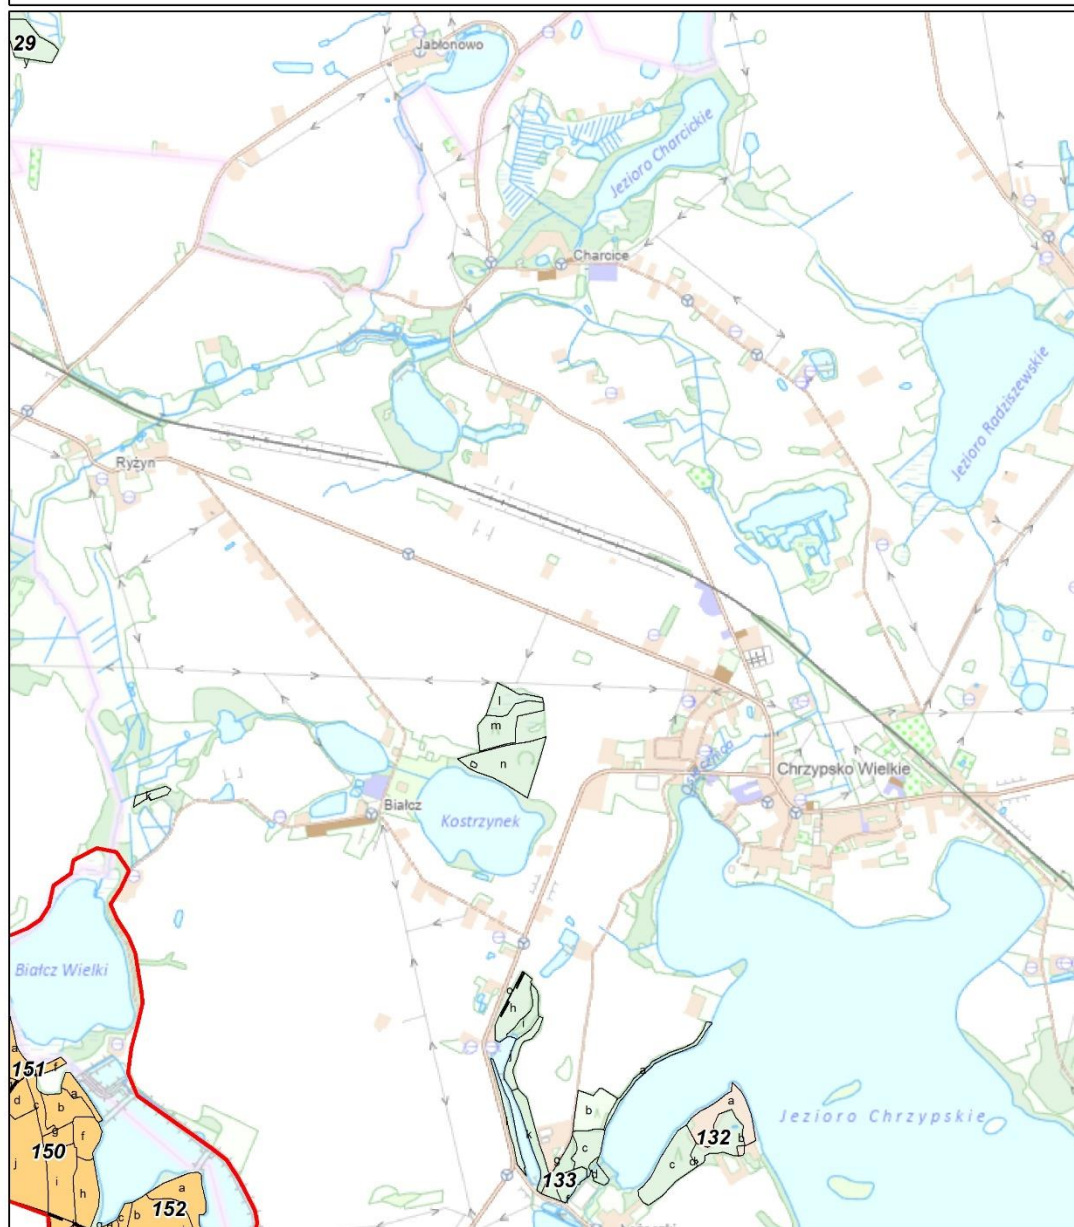 29
Jabłonowo
Jezioro Charcickie
Charcice
Jezioro Radziszewskie
Ryżyn
l
m
n
o
Oshiecznica
Chrzypsko Wielkie
k
Białcz
Kostrzynek
Białcz Wielki
o
h
i
j
a
151
f
d
c
b
a
g
f
150
j
i
h
a
152
c
b
b
c
k
g
d
133
f
a
a
b
132
c
d
Jezioro Chrzypskie